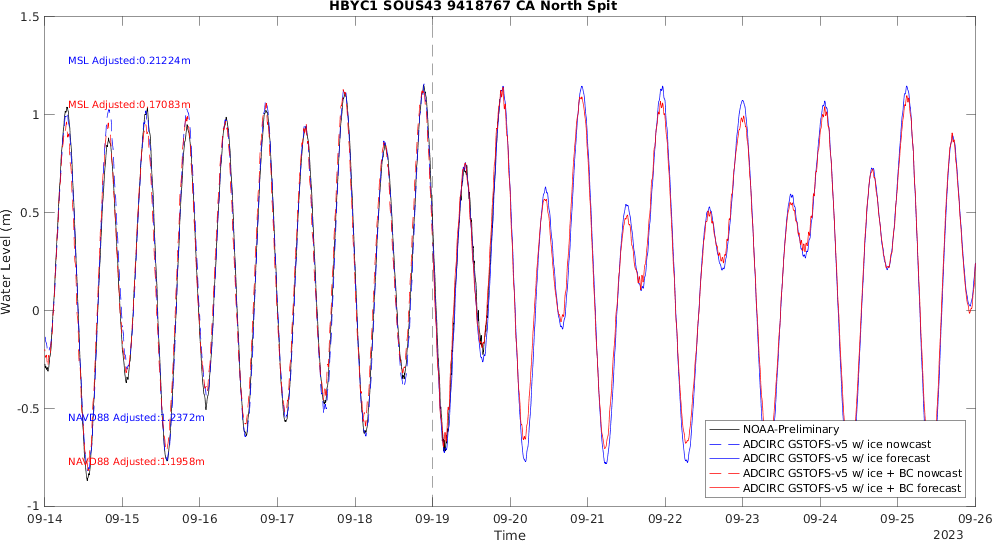 HBYC1 SOUS43 9418767 CA North Spit
1.5
1
0.5
0
-0.5
-1
Water Level (m)
MSL Adjusted:0.21224m
MSL Adjusted:0.17083m
NAVD88 Adjusted:1.2372m
NAVD88 Adjusted:1.1958m
NOAA-Preliminary
ADCIRC GSTOFS-v5 w/ ice nowcast
ADCIRC GSTOFS-v5 w/ ice forecast
ADCIRC GSTOFS-v5 w/ ice + BC nowcast
ADCIRC GSTOFS-v5 w/ ice + BC forecast
09-14 09-15 09-16 09-17 09-18 09-19 09-20 09-21 09-22 09-23 09-24 09-25 09-26
Time
2023